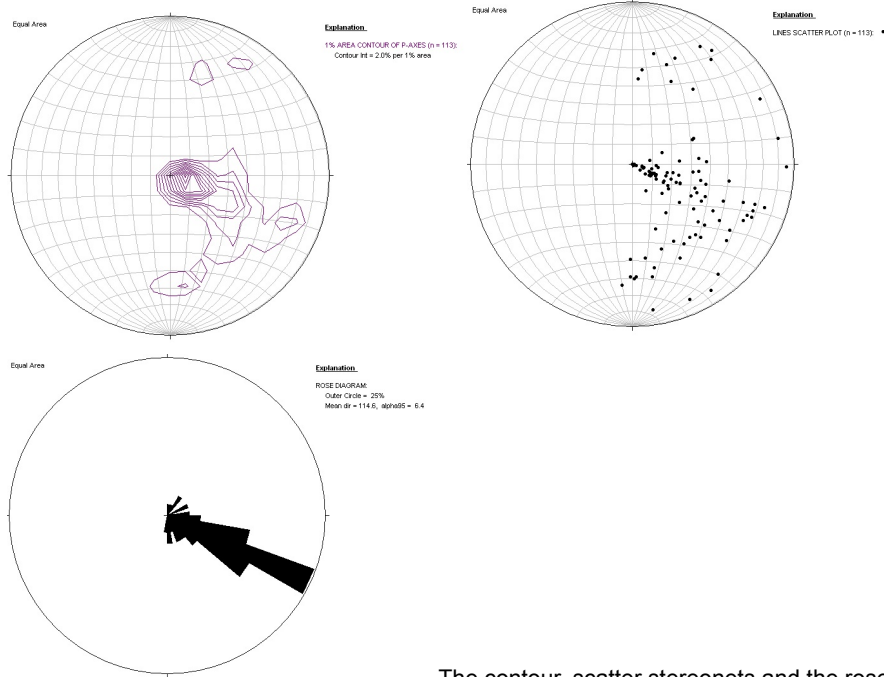 Equal Area
Explanation
1% AREA CONTOUR OF P-AXES (n = 113):
Contour Int = 2.0% per 1% area
Equal Area
Explanation
LINES SCATTER PLOT (n = 113):
Equal Area
Explanation
ROSE DIAGRAM:
Outer Circle = 25%
Mean dir = 114.6, alpha95 = 6.4
The contour, scatter stereonets and the rose